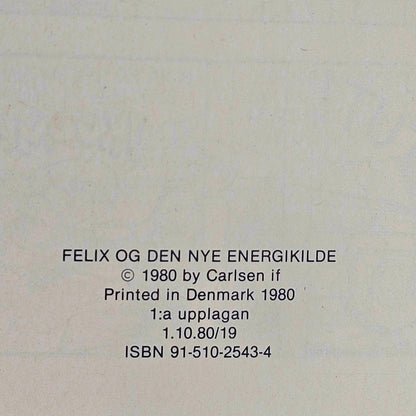 FELIX OG DEN NYE ENERGIKILDE
© 1980 by Carlsen if
Printed in Denmark 1980
1:a upplagan
1.10.80/19
ISBN 91-510-2543-4